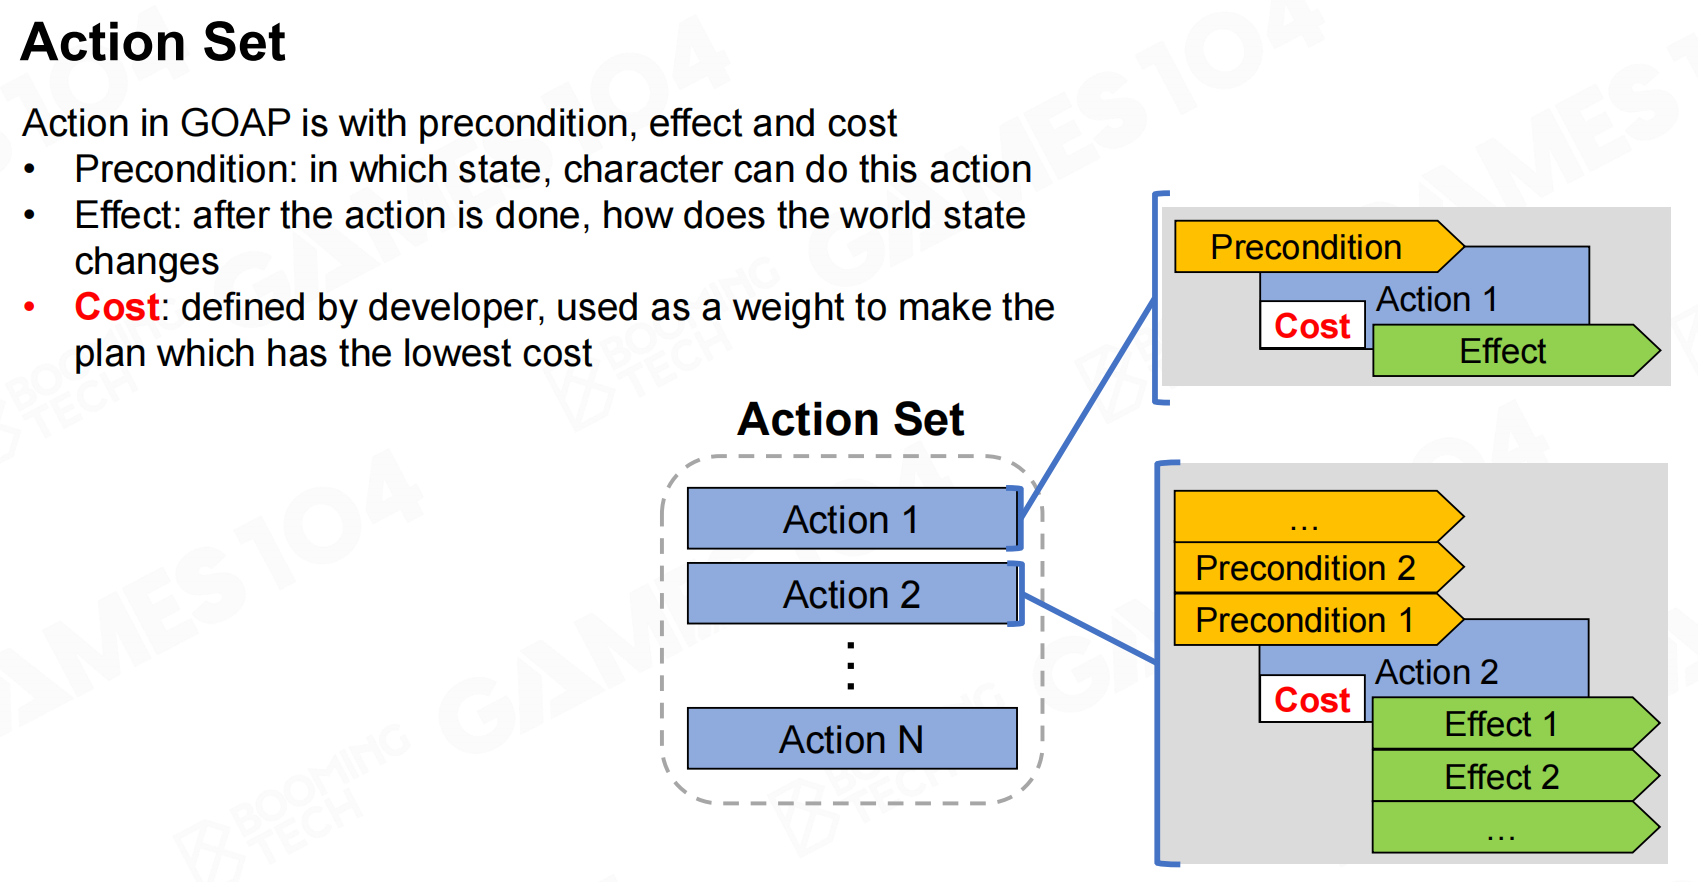 Action Set
Action in GOAP is with precondition, effect and cost
• Precondition: in which state, character can do this action
• Effect: after the action is done, how does the world state
changes
• Cost: defined by developer, used as a weight to make the
plan which has the lowest cost
Action Set
Action 1
Action 2
⋮
Action N
Precondition
Action 1
Cost
Effect
...
Precondition 2
Precondition 1
Action 2
Cost
Effect 1
Effect 2
...
GAMES104
BOOMING
TECH